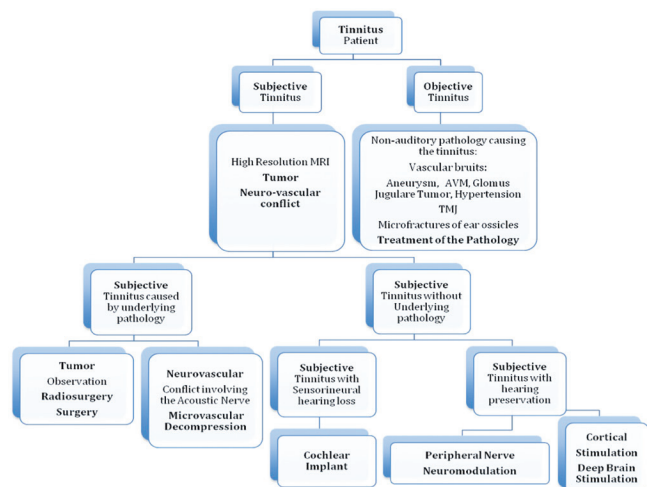 Tinnitus
Patient
Subjective
Tinnitus
Objective
Tinnitus
High Resolution MRI
Tumor
Neuro-vascular
conflict
Non-auditory pathology causing
the tinnitus:
Vascular bruits:
Aneurysm, AVM, Glomus
Jugulare Tumor, Hypertension
TMJ
Microfractures of ear ossicles
Treatment of the Pathology
Subjective
Tinnitus caused
by underlying
pathology
Subjective
Tinnitus without
Underlying
pathology
Tumor
Observation
Radiosurgery
Surgery
Neurovascular
Conflict involving
the Acoustic Nerve
Microvascular
Decompression
Subjective
Tinnitus with
Sensorineural
hearing loss
Subjective
Tinnitus with
hearing
preservation
Cochlear
Implant
Peripheral Nerve
Neuromodulation
Cortical
Stimulation
Deep Brain
Stimulation